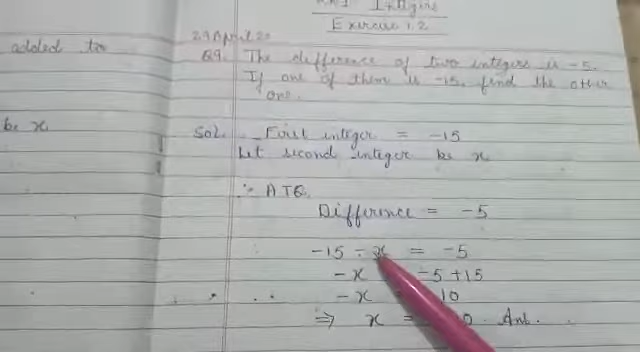 Integers
Exercise 1.2
29 April 20
added to
Q9. The difference of two integers is -5.
If one of them is -15, find the other
one.
be x
Sol. First integer = -15
Let second integer be x
∴ ATQ.
Difference = -5
-15 - x = -5
-x -5+15
-x 10
⇒ x = 0 Ans.